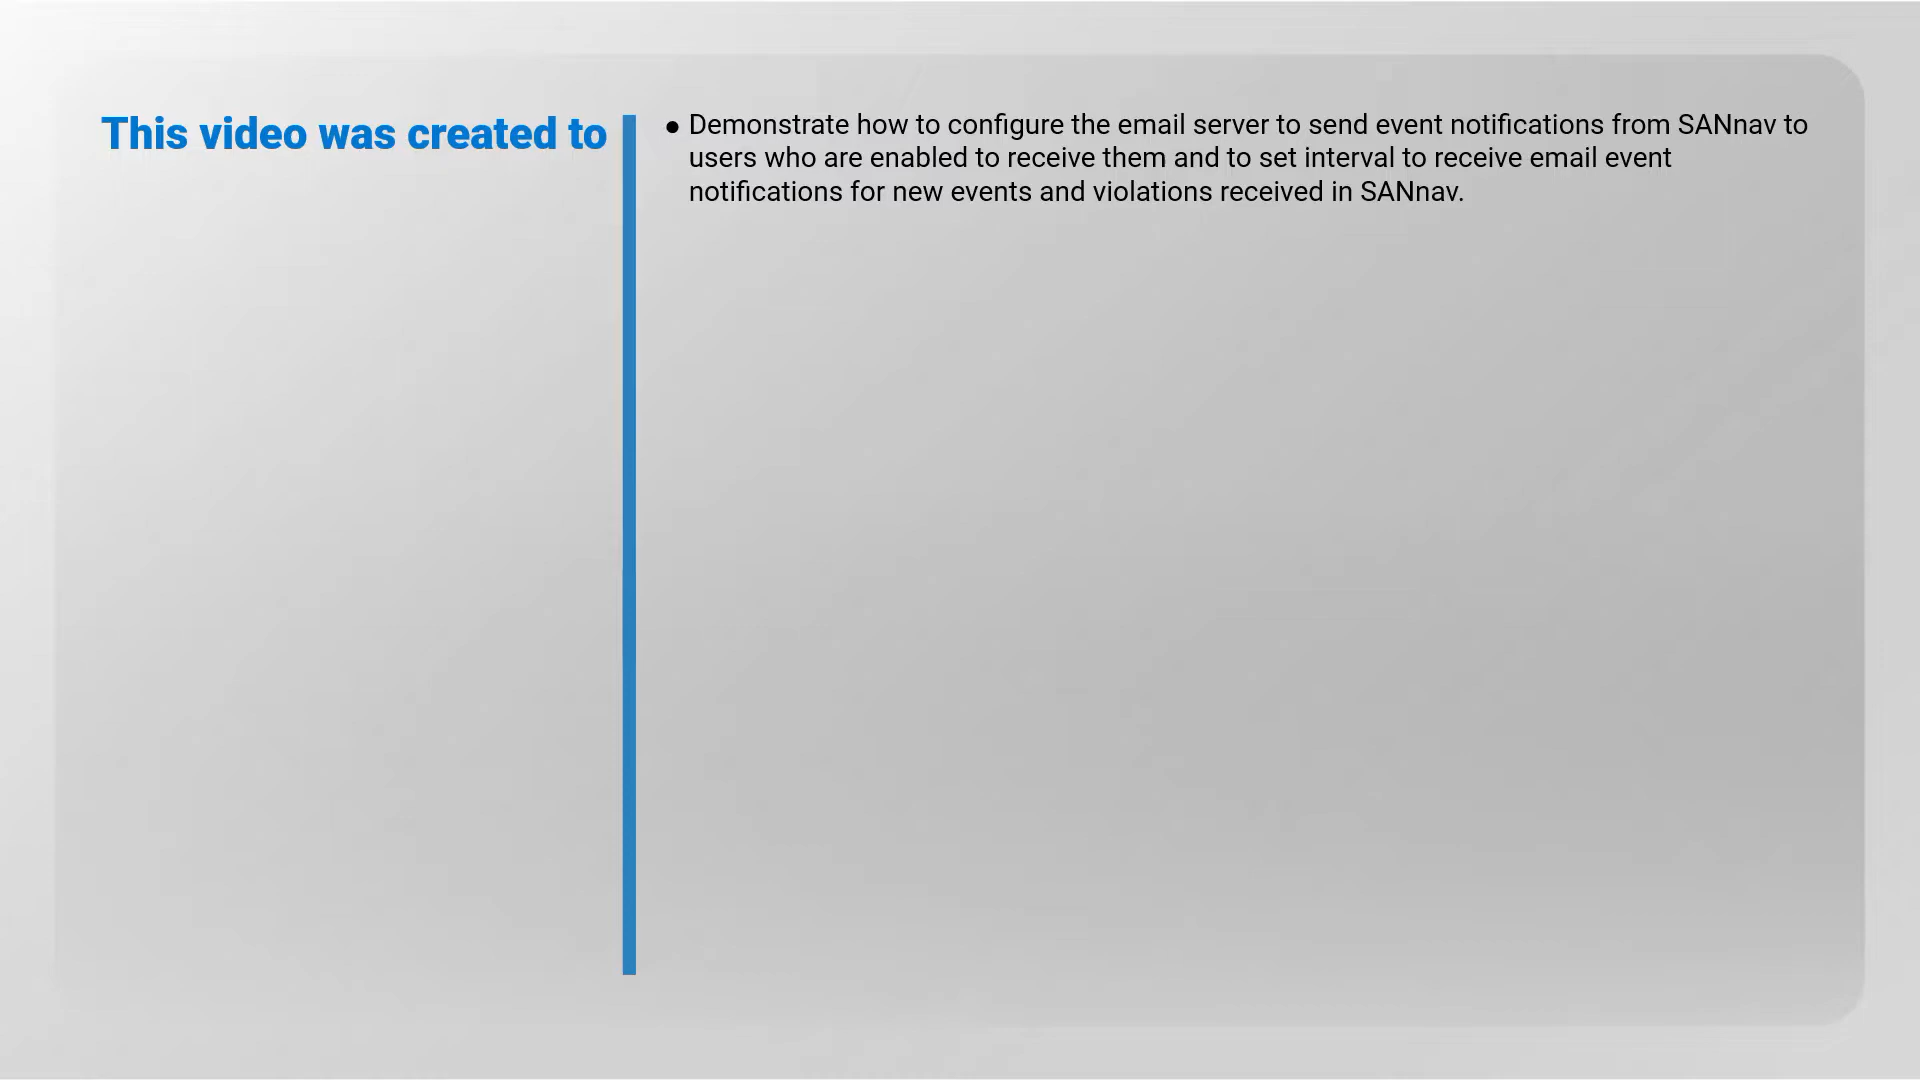 This video was created to
● Demonstrate how to configure the email server to send event notifications from SANnav to
users who are enabled to receive them and to set interval to receive email event
notifications for new events and violations received in SANnav.